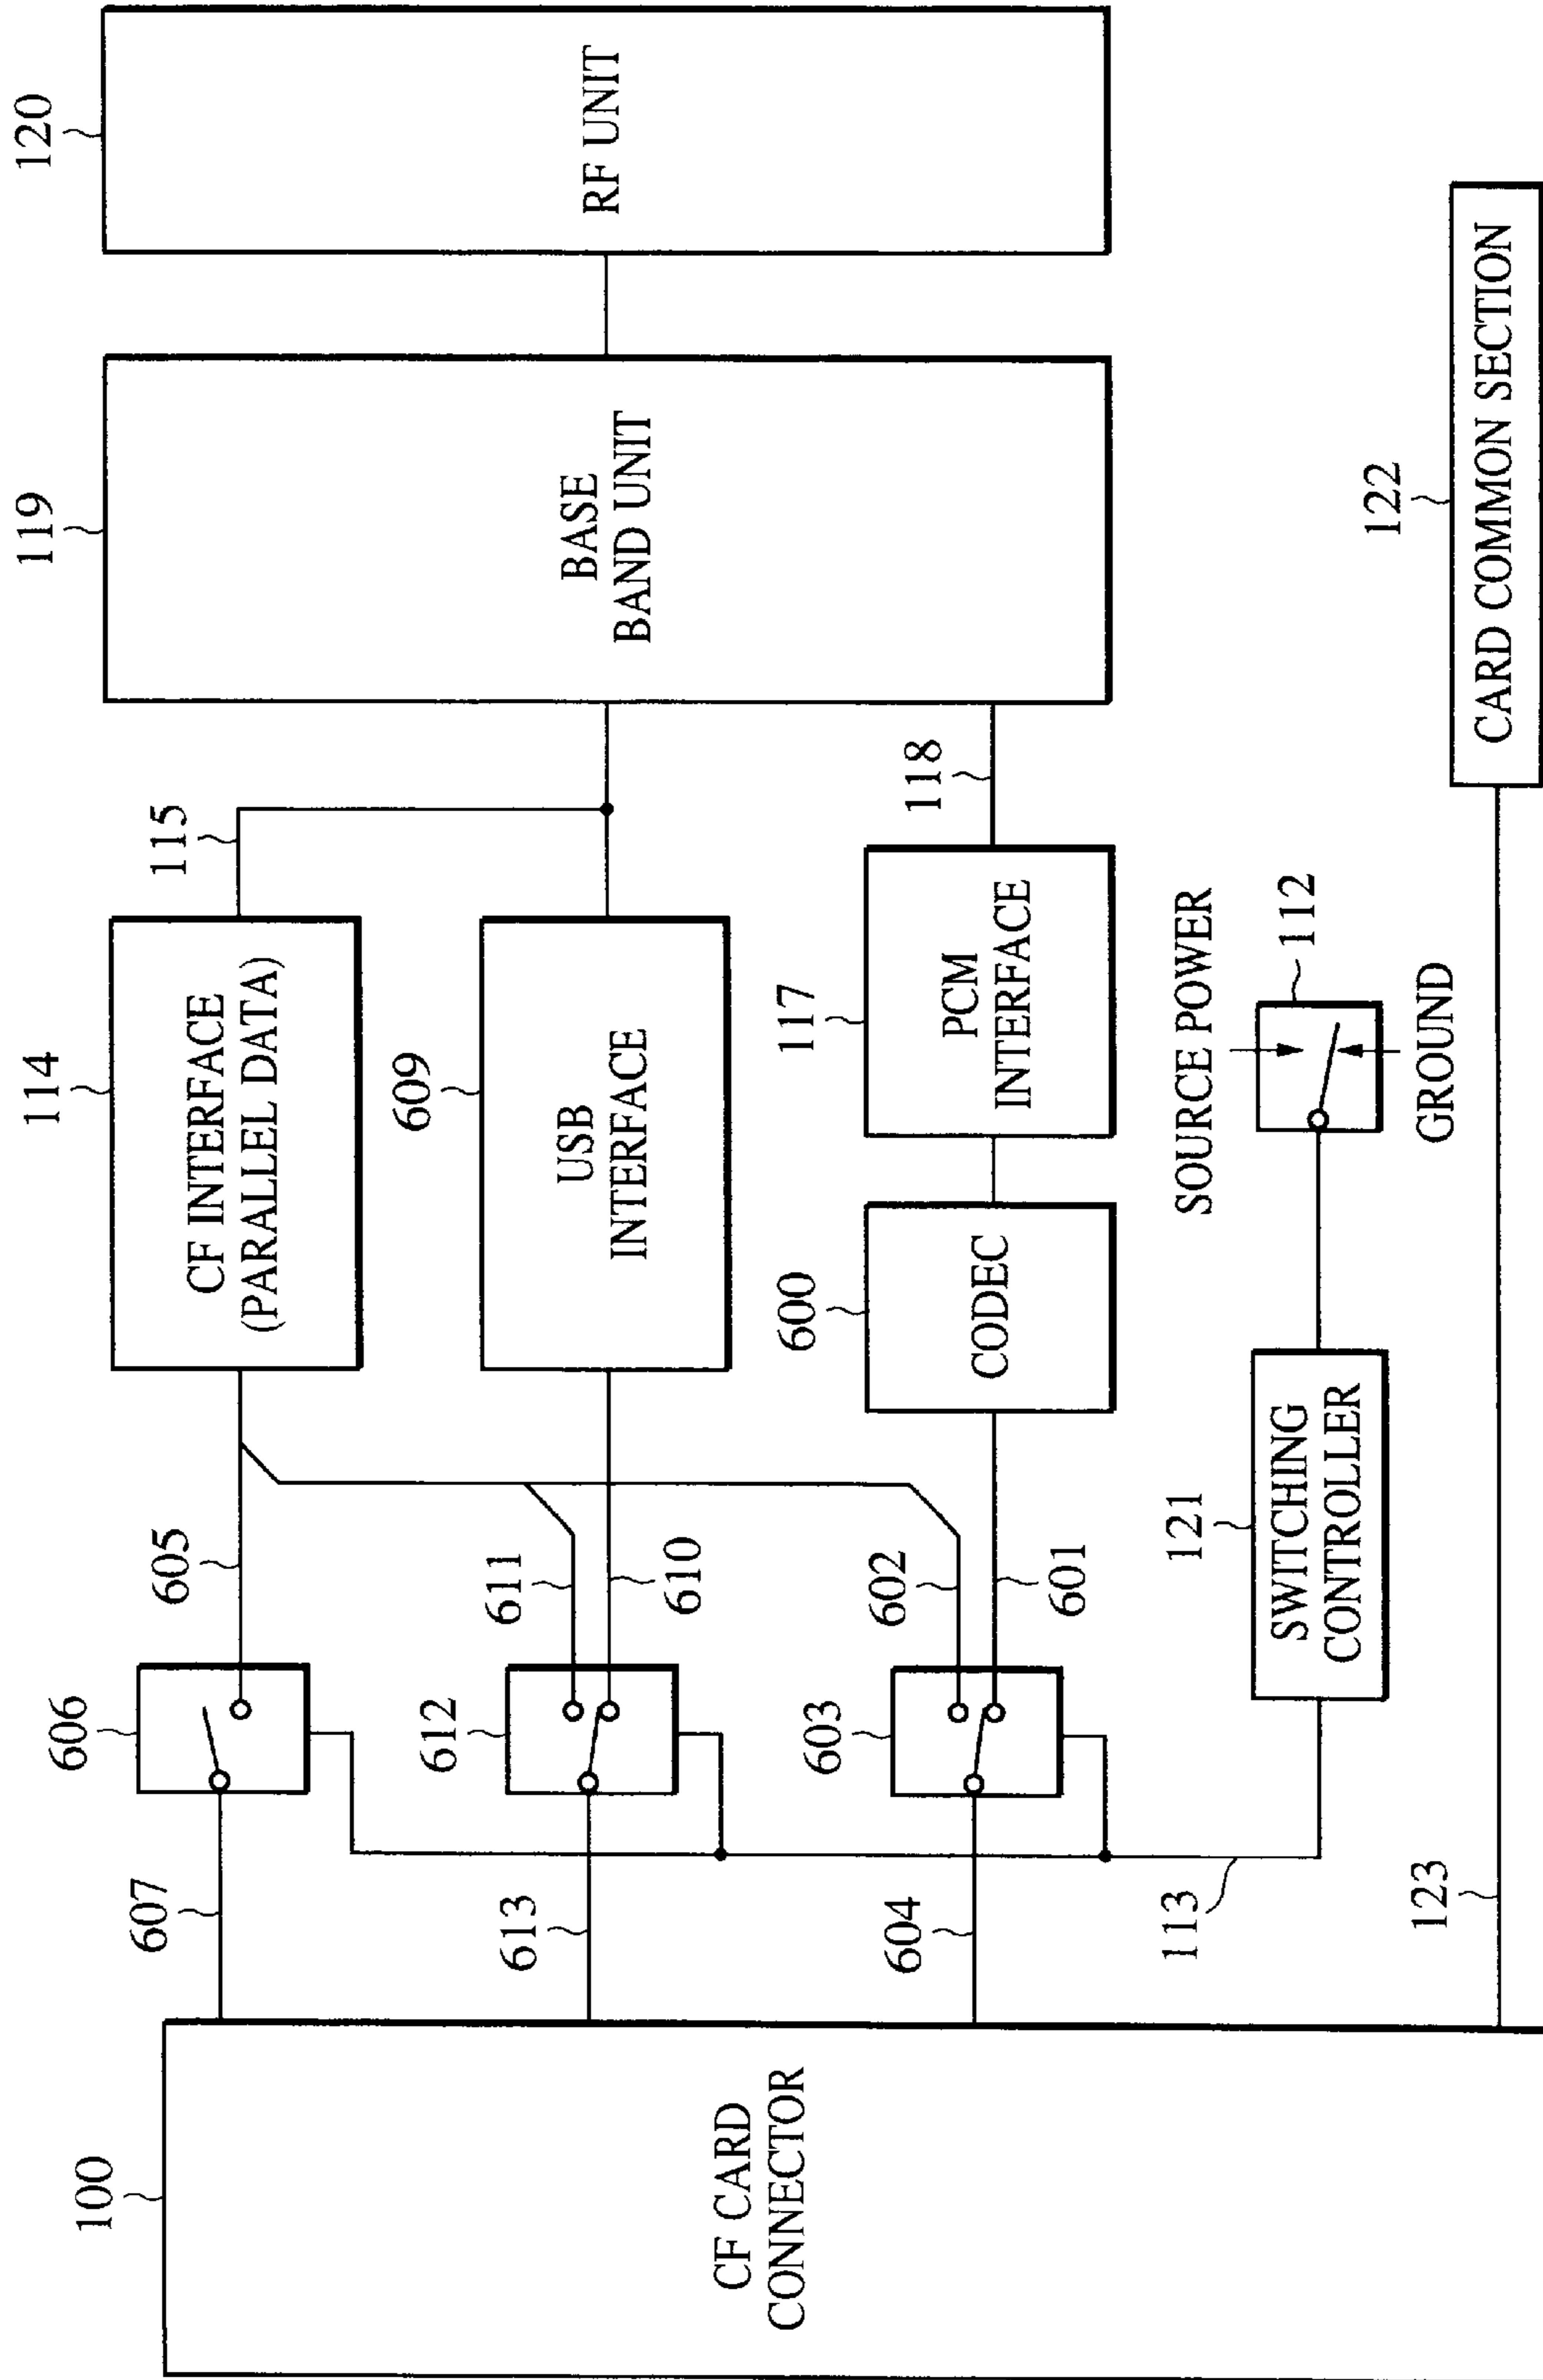 120
RF UNIT
119
BASE
BAND UNIT
115
118
114
CF INTERFACE
(PARALLEL DATA)
609
USB
INTERFACE
117
PCM
INTERFACE
600
CODEC
SOURCE POWER
112
GROUND
122
CARD COMMON SECTION
605
611
610
602
601
121
SWITCHING
CONTROLLER
606
612
603
607
613
604
113
123
100
CF CARD
CONNECTOR